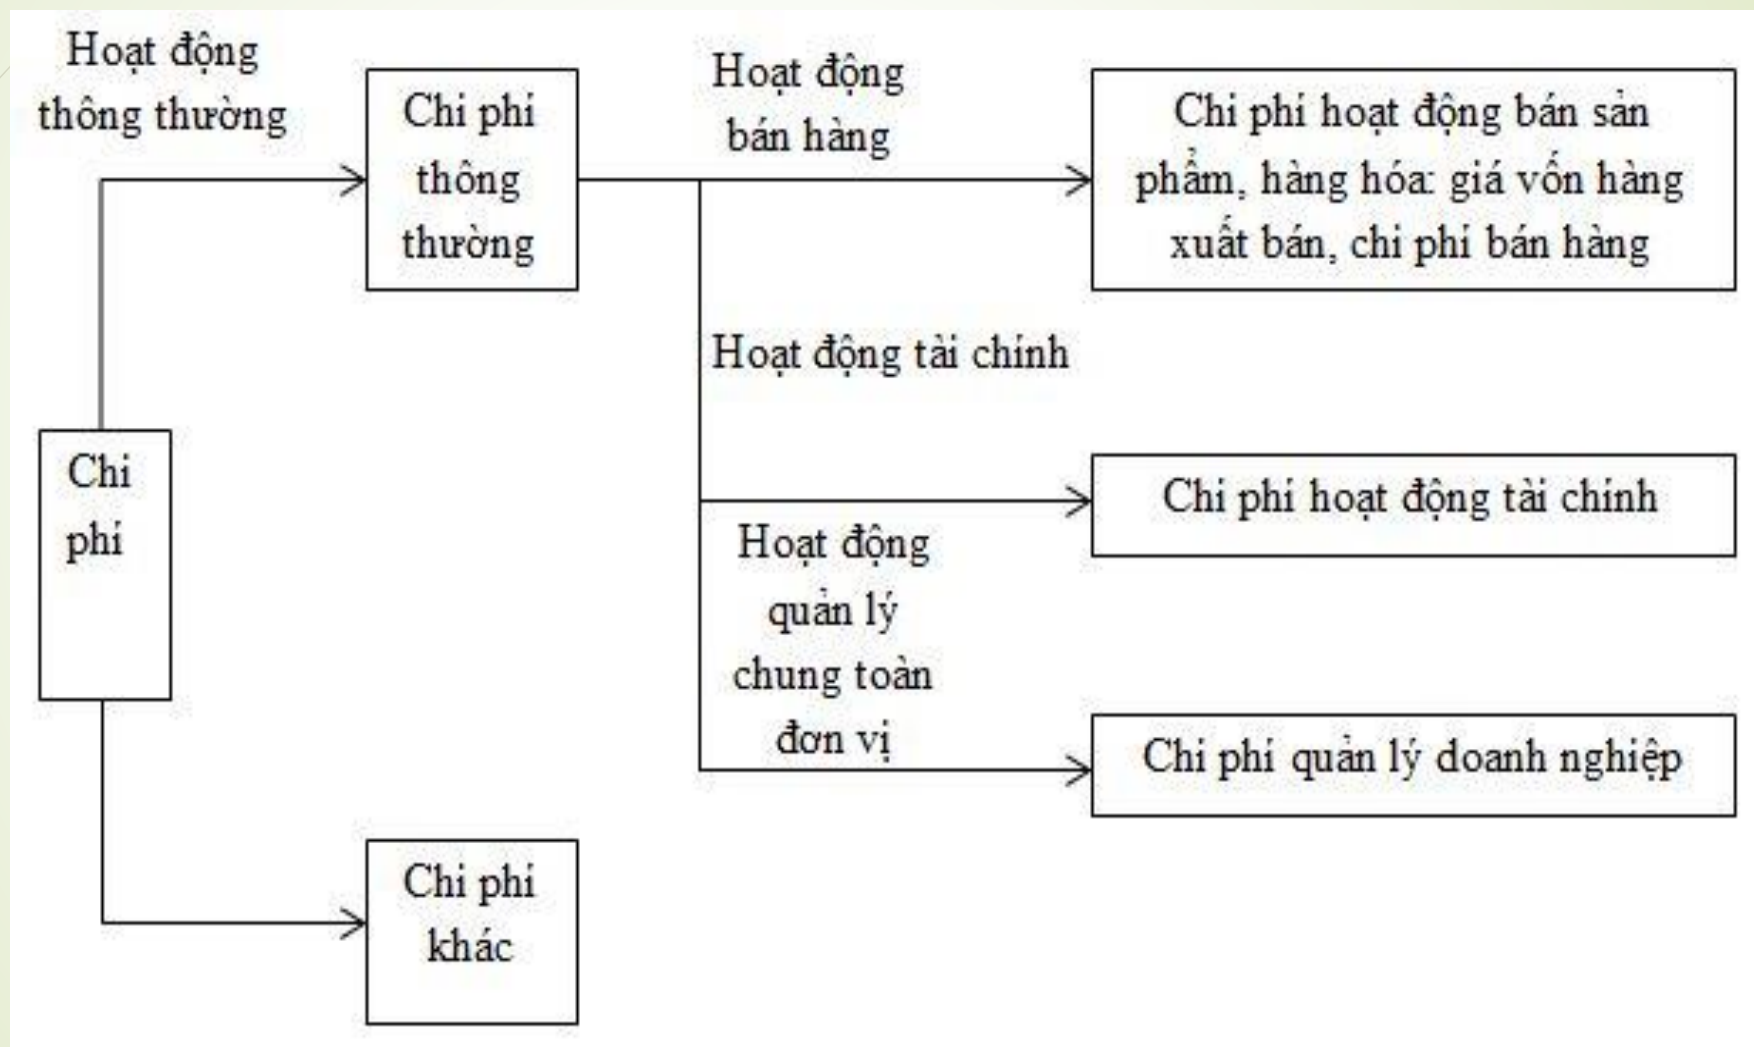 Hoạt động
thông thường
Chi phí
thông
thường
Hoạt động
bán hàng
Chi phí hoạt động bán sản
phẩm, hàng hóa: giá vốn hàng
xuất bán, chi phí bán hàng
Hoạt động tài chính
Chi
phí
Chi phí hoạt động tài chính
Hoạt động
quản lý
chung toàn
đơn vị
Chi phí quản lý doanh nghiệp
Chi phí
khác